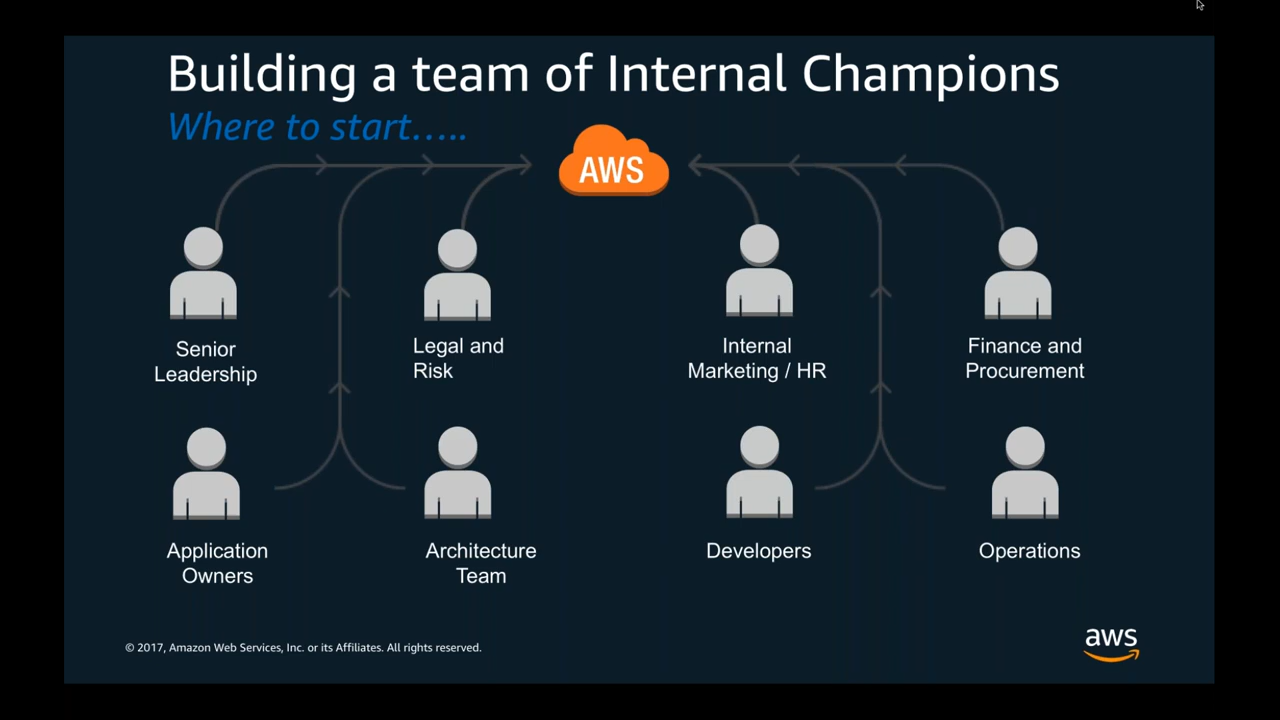 Building a team of Internal Champions
Where to start.....
AWS
Senior
Leadership
Legal and
Risk
Internal
Marketing / HR
Finance and
Procurement
Application
Owners
Architecture
Team
Developers
Operations
© 2017, Amazon Web Services, Inc. or its Affiliates. All rights reserved.
aws